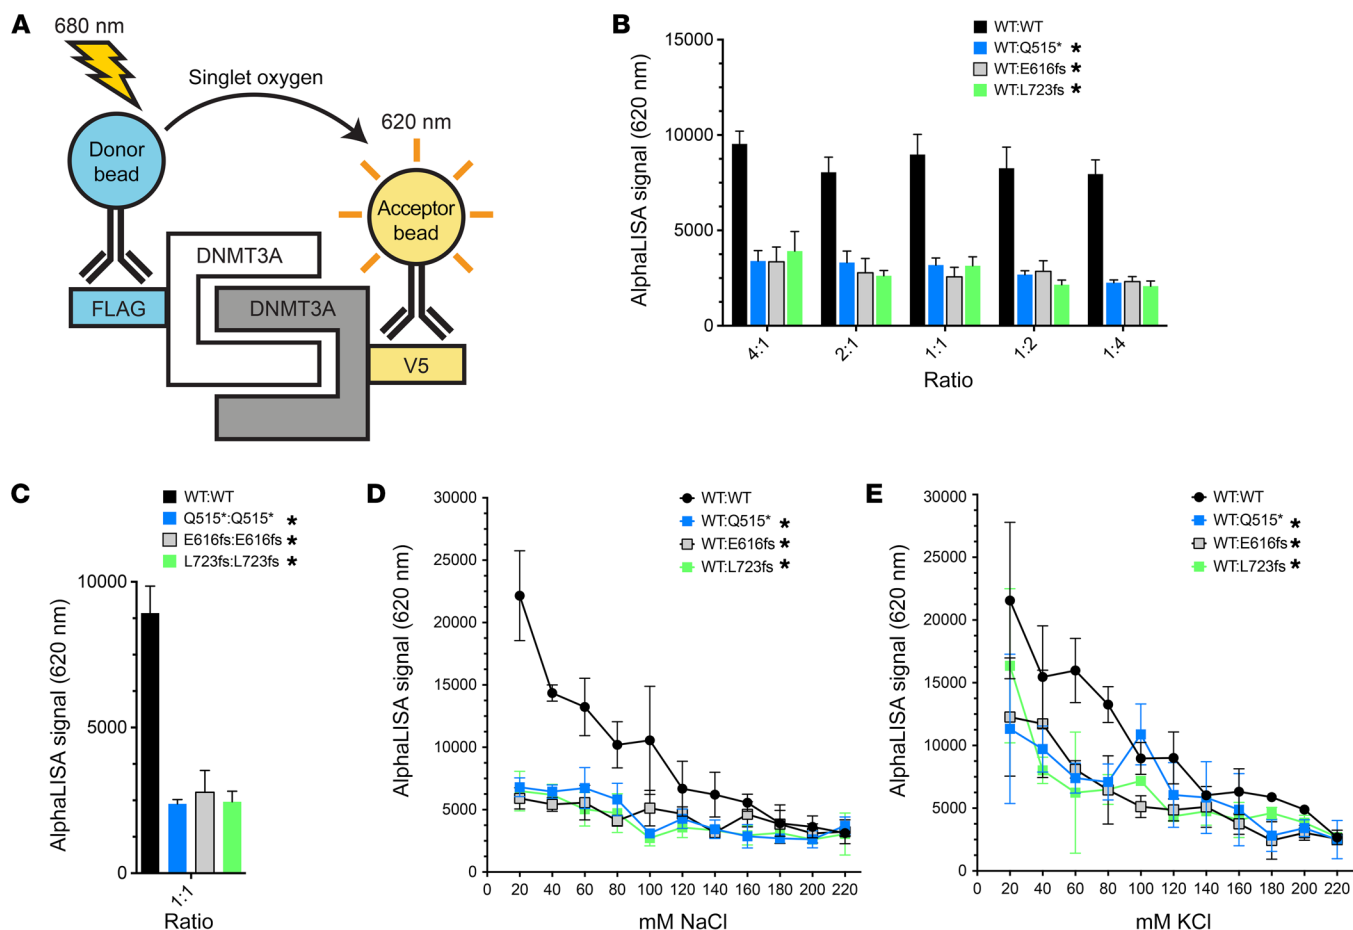 A
680 nm
Singlet oxygen
620 nm
Donor
bead
Acceptor
bead
DNMT3A
DNMT3A
FLAG
V5
B
WT:WT
WT:Q515* *
WT:E616fs *
WT:L723fs *
AlphaLISA signal (620 nm)
15000
10000
5000
0
4:1
2:1
1:1
1:2
1:4
Ratio
C
WT:WT
Q515*:Q515* *
E616fs:E616fs *
L723fs:L723fs *
AlphaLISA signal (620 nm)
10000
5000
0
1:1
Ratio
D
WT:WT
WT:Q515* *
WT:E616fs *
WT:L723fs *
AlphaLISA signal (620 nm)
30000
25000
20000
15000
10000
5000
0
0 20 40 60 80 100 120 140 160 180 200 220
mM NaCl
E
WT:WT
WT:Q515* *
WT:E616fs *
WT:L723fs *
AlphaLISA signal (620 nm)
30000
25000
20000
15000
10000
5000
0
0 20 40 60 80 100 120 140 160 180 200 220
mM KCl